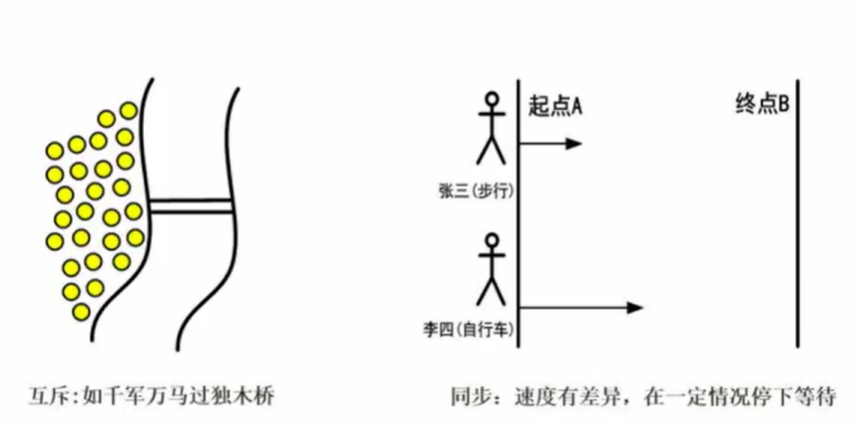 起点A
终点B
张三(步行)
李四(自行车)
互斥:如千军万马过独木桥
同步：速度有差异，在一定情况停下等待